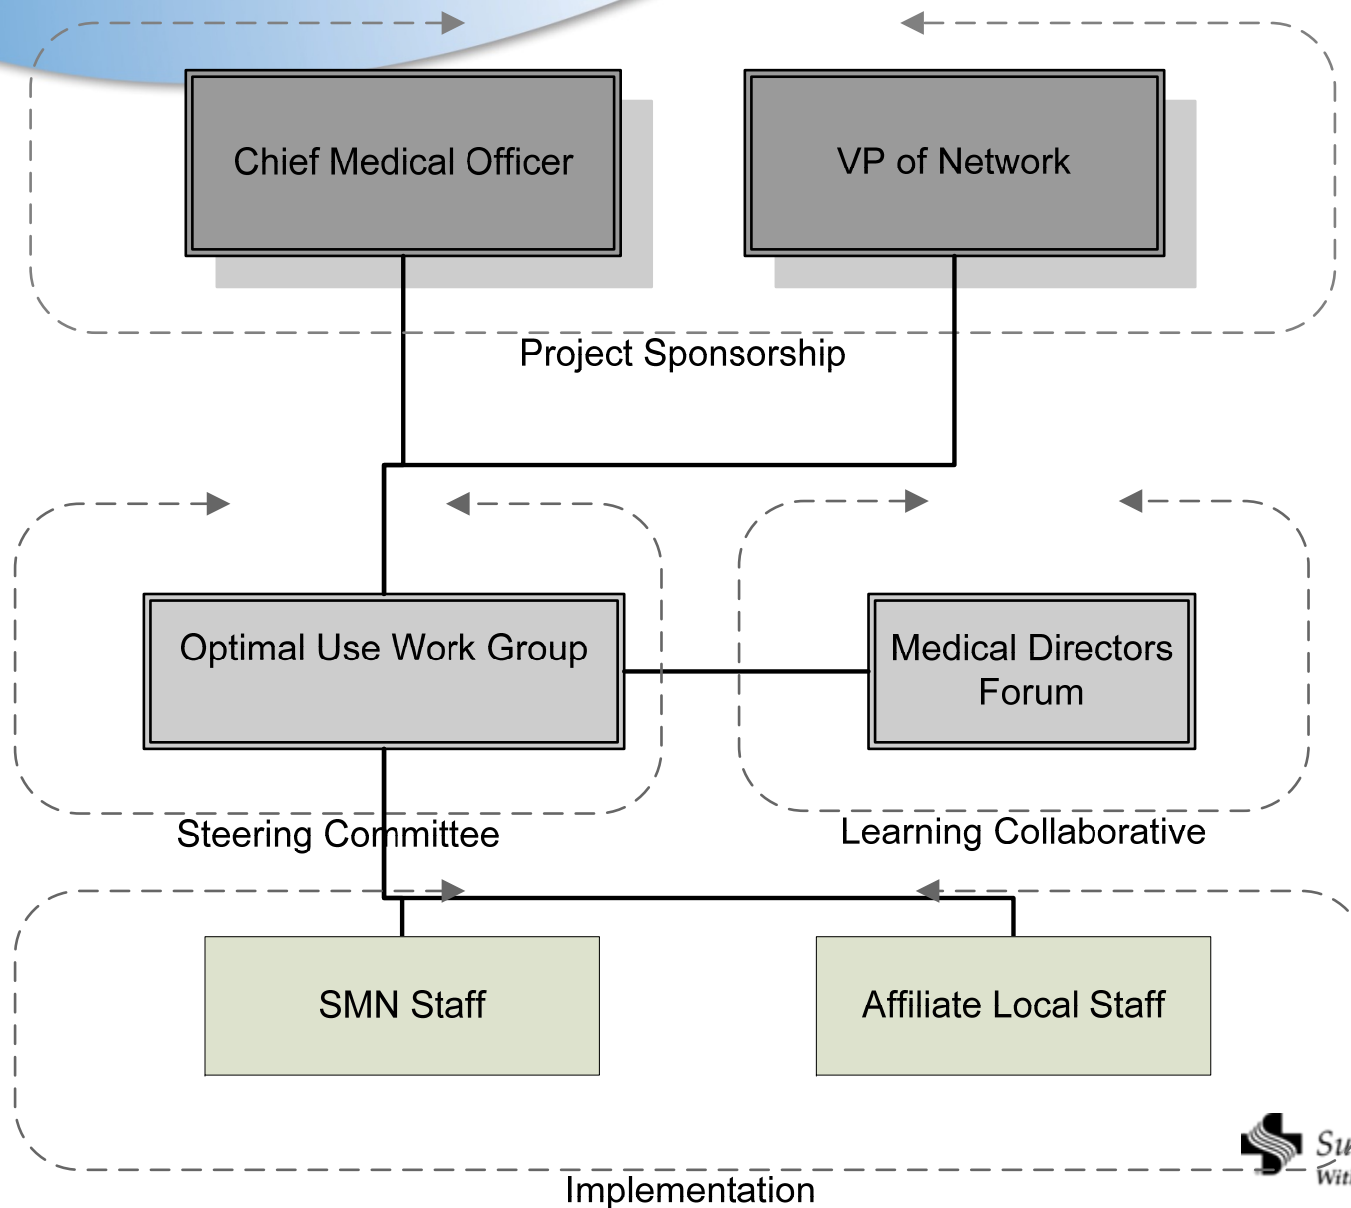 Chief Medical Officer
VP of Network
Project Sponsorship
Optimal Use Work Group
Medical Directors
Forum
Steering Committee
Learning Collaborative
SMN Staff
Affiliate Local Staff
Implementation